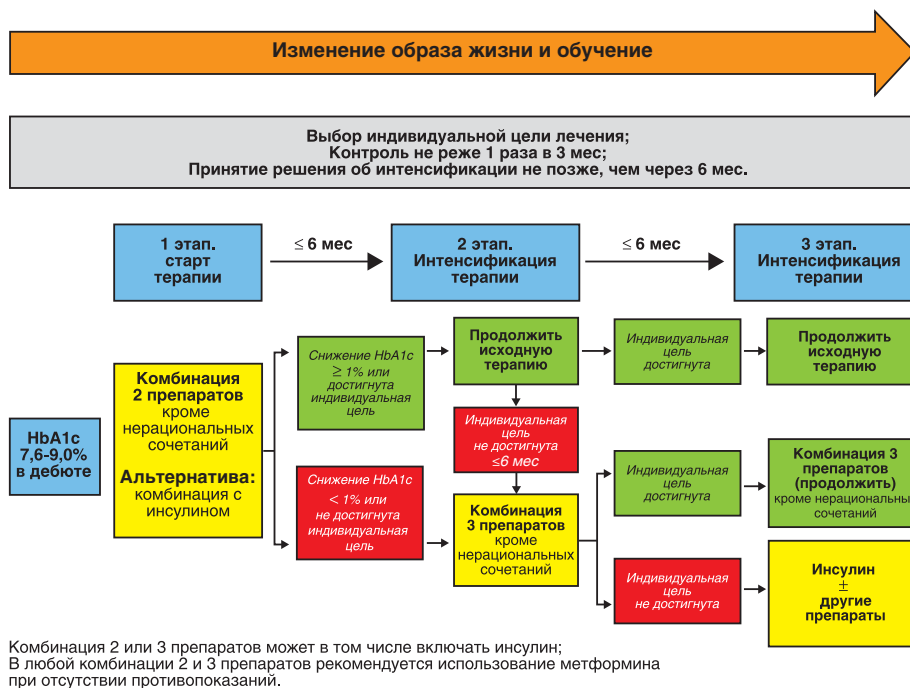 Изменение образа жизни и обучение
Выбор индивидуальной цели лечения;
Контроль не реже 1 раза в 3 мес;
Принятие решения об интенсификации не позже, чем через 6 мес.
1 этап.
старт
терапии
≤ 6 мес
2 этап.
Интенсификация
терапии
≤ 6 мес
3 этап.
Интенсификация
терапии
HbA1c
7,6-9,0%
в дебюте
Комбинация
2 препаратов
кроме
нерациональных
сочетаний
Альтернатива:
комбинация с
инсулином
Снижение HbA1c
≥ 1% или
достигнута
индивидуальная
цель
Продолжить
исходную
терапию
Индивидуальная
цель
достигнута
Продолжить
исходную
терапию
Индивидуальная
цель
не достигнута
≤6 мес
Снижение HbA1c
< 1% или
не достигнута
индивидуальная
цель
Комбинация
3 препаратов
кроме
нерациональных
сочетаний
Индивидуальная
цель
достигнута
Комбинация 3
препаратов
(продолжить)
кроме нерациональных
сочетаний
Индивидуальная
цель
не достигнута
Инсулин
±
другие
препараты
Комбинация 2 или 3 препаратов может в том числе включать инсулин;
В любой комбинации 2 и 3 препаратов рекомендуется использование метформина
при отсутствии противопоказаний.